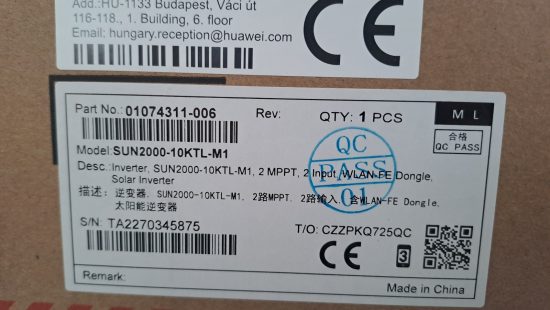 Add.: HU-1133 Budapest, Váci út
116-118., 1. Building, 6. floor
Email: hungary.reception@huawei.com
CE
Part No.: 01074311-006
Rev:
QTY: 1 PCS
M L
合格
QC PASS
Model: SUN2000-10KTL-M1
QC
PASS
01
Desc.: Inverter, SUN2000-10KTL-M1, 2 MPPT, 2 Input, WLAN-FE Dongle,
Solar Inverter
描述: 逆变器, SUN2000-10KTL-M1, 2路MPPT, 2路输入, 含WLAN-FE Dongle,
太阳能逆变器
S/N: TA2270345875
T/O: CZZPKQ725QC
CE
3
Remark:
Made in China